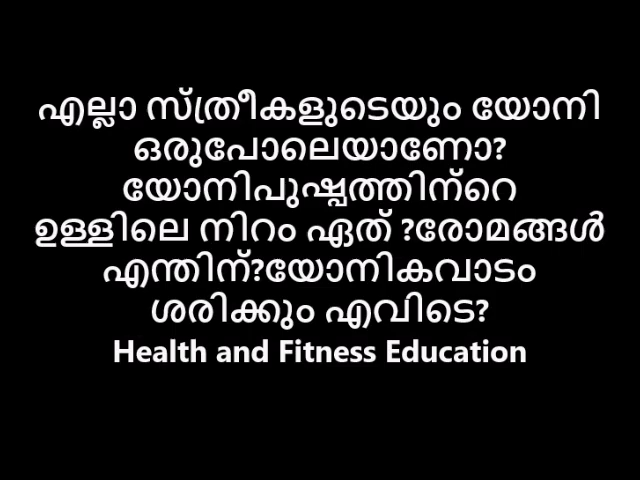 എല്ലാ സ്ത്രീകളുടെയും യോനി
ഒരുപോലെയാണോ?
യോനിപുഷ്പത്തിന്റെ
ഉള്ളിലെ നിറം ഏത് ?രോമങ്ങൾ
എന്തിന്?യോനികവാടം
ശരിക്കും എവിടെ?
Health and Fitness Education